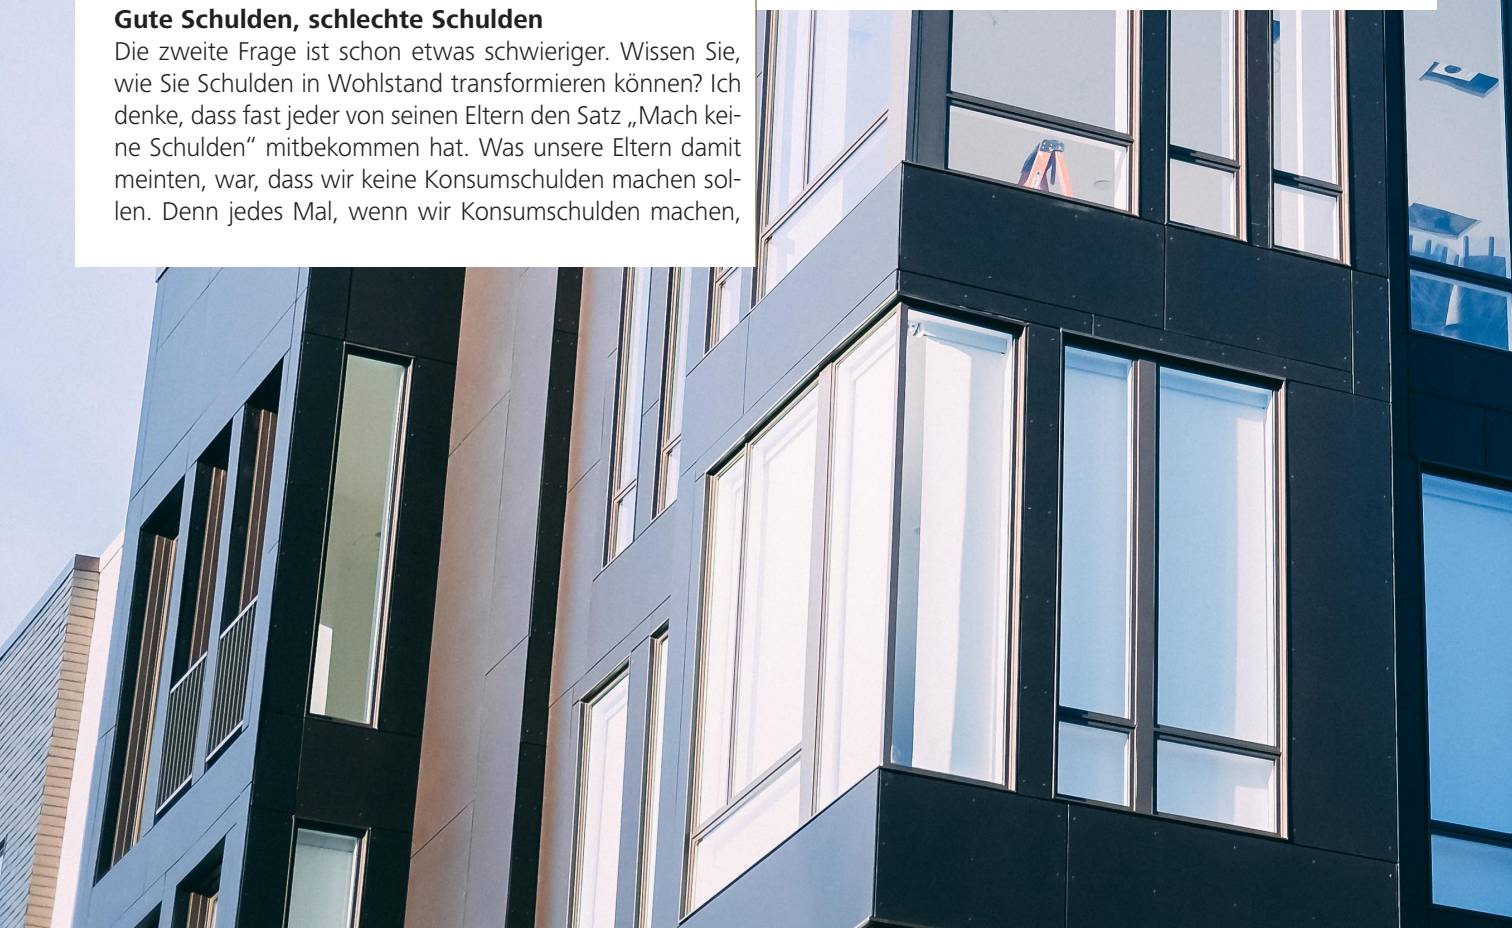 Gute Schulden, schlechte Schulden
Die zweite Frage ist schon etwas schwieriger. Wissen Sie,
wie Sie Schulden in Wohlstand transformieren können? Ich
denke, dass fast jeder von seinen Eltern den Satz „Mach kei-
ne Schulden“ mitbekommen hat. Was unsere Eltern damit
meinten, war, dass wir keine Konsumschulden machen sol-
len. Denn jedes Mal, wenn wir Konsumschulden machen,